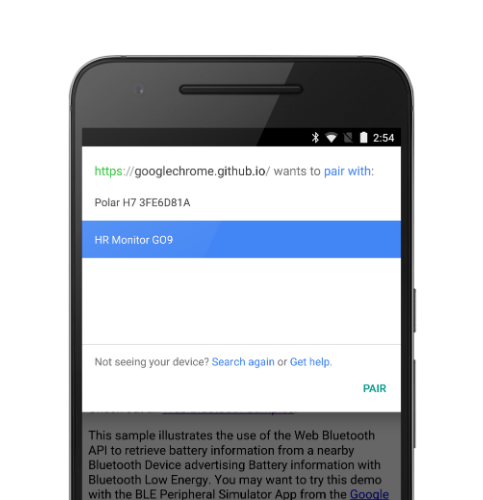 2:54
https://googlechrome.github.io/ wants to pair with:
Polar H7 3FE6D81A
HR Monitor GO9
Not seeing your device? Search again or Get help.
PAIR
This sample illustrates the use of the Web Bluetooth
API to retrieve battery information from a nearby
Bluetooth Device advertising Battery information with
Bluetooth Low Energy. You may want to try this demo
with the BLE Peripheral Simulator App from the Google